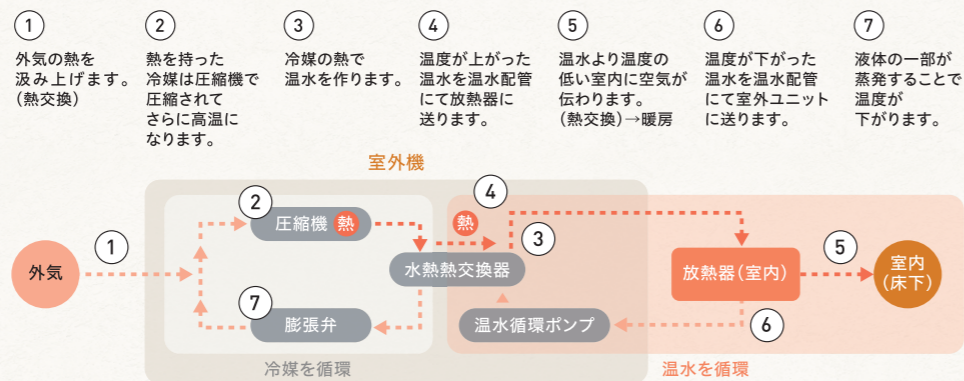 ①
外気の熱を
汲み上げます。
(熱交換)
②
熱を持った
冷媒は圧縮機で
圧縮されて
さらに高温に
なります。
③
冷媒の熱で
温水を作ります。
④
温度が上がった
温水を温水配管
にて放熱器に
送ります。
⑤
温水より温度の
低い室内に空気が
伝わります。
(熱交換)→暖房
⑥
温度が下がった
温水を温水配管
にて室外ユニット
に送ります。
⑦
液体の一部が
蒸発することで
温度が
下がります。
室外機
外気
①
②
圧縮機 熱
④
熱
③
水熱熱交換器
⑦
膨張弁
温水循環ポンプ
放熱器(室内)
⑤
⑥
室内
(床下)
冷媒を循環
温水を循環